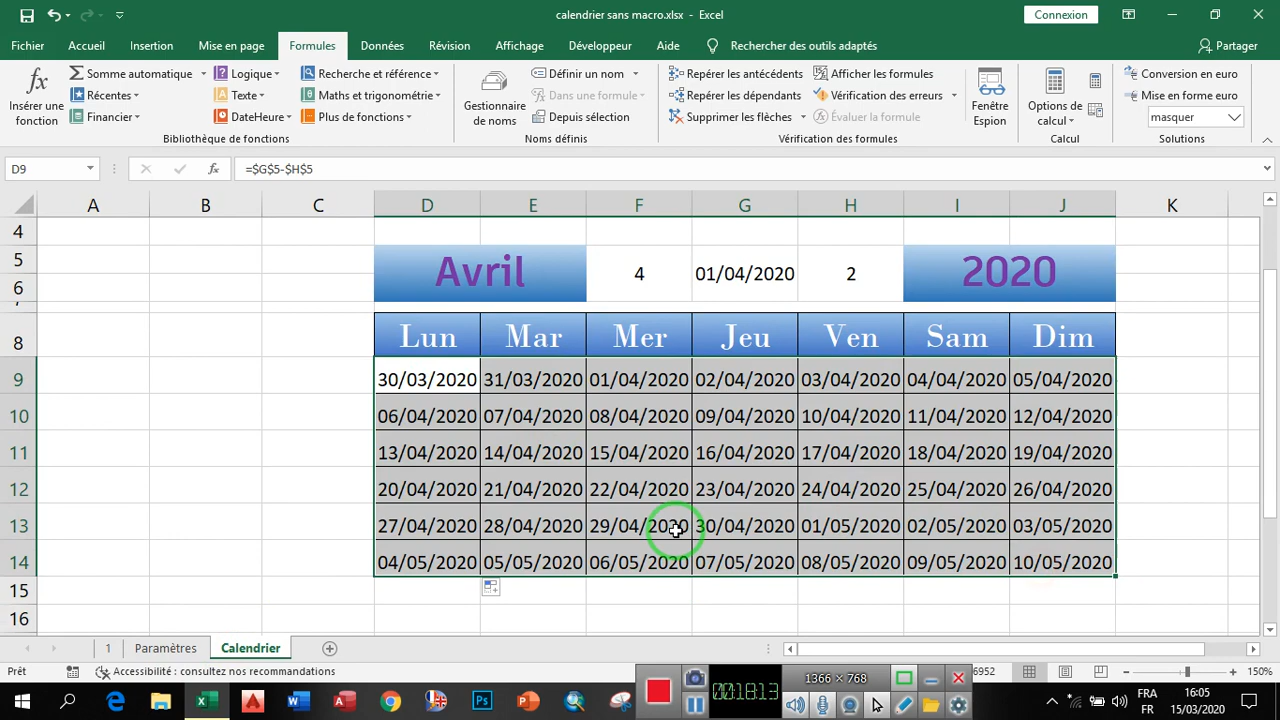 calendrier sans macro.xlsx - Excel
Connexion
Fichier Accueil Insertion Mise en page Formules Données Révision Affichage Développeur Aide Rechercher des outils adaptés Partager
Insérer une fonction
Somme automatique
Récentes
Financier
Logique
Texte
DateHeure
Recherche et référence
Maths et trigonométrie
Plus de fonctions
Bibliothèque de fonctions
Gestionnaire de noms
Définir un nom
Dans une formule
Depuis sélection
Noms définis
Repérer les antécédents
Repérer les dépendants
Supprimer les flèches
Afficher les formules
Vérification des erreurs
Évaluer la formule
Vérification des formules
Fenêtre Espion
Options de calcul
Calcul
Conversion en euro
Mise en forme euro
masquer
Solutions
D9 fx =$G$5-$H$5
A B C D E F G H I J K
4
5
6
7
Avril 4 01/04/2020 2 2020
8 Lun Mar Mer Jeu Ven Sam Dim
9 30/03/2020 31/03/2020 01/04/2020 02/04/2020 03/04/2020 04/04/2020 05/04/2020
10 06/04/2020 07/04/2020 08/04/2020 09/04/2020 10/04/2020 11/04/2020 12/04/2020
11 13/04/2020 14/04/2020 15/04/2020 16/04/2020 17/04/2020 18/04/2020 19/04/2020
12 20/04/2020 21/04/2020 22/04/2020 23/04/2020 24/04/2020 25/04/2020 26/04/2020
13 27/04/2020 28/04/2020 29/04/2020 30/04/2020 01/05/2020 02/05/2020 03/05/2020
14 04/05/2020 05/05/2020 06/05/2020 07/05/2020 08/05/2020 09/05/2020 10/05/2020
15
16
1 Paramètres Calendrier
Prêt Accessibilité : consultez nos recommandations 6952 150%
00:18:13
1366 × 768
FRA
FR
16:05
15/03/2020